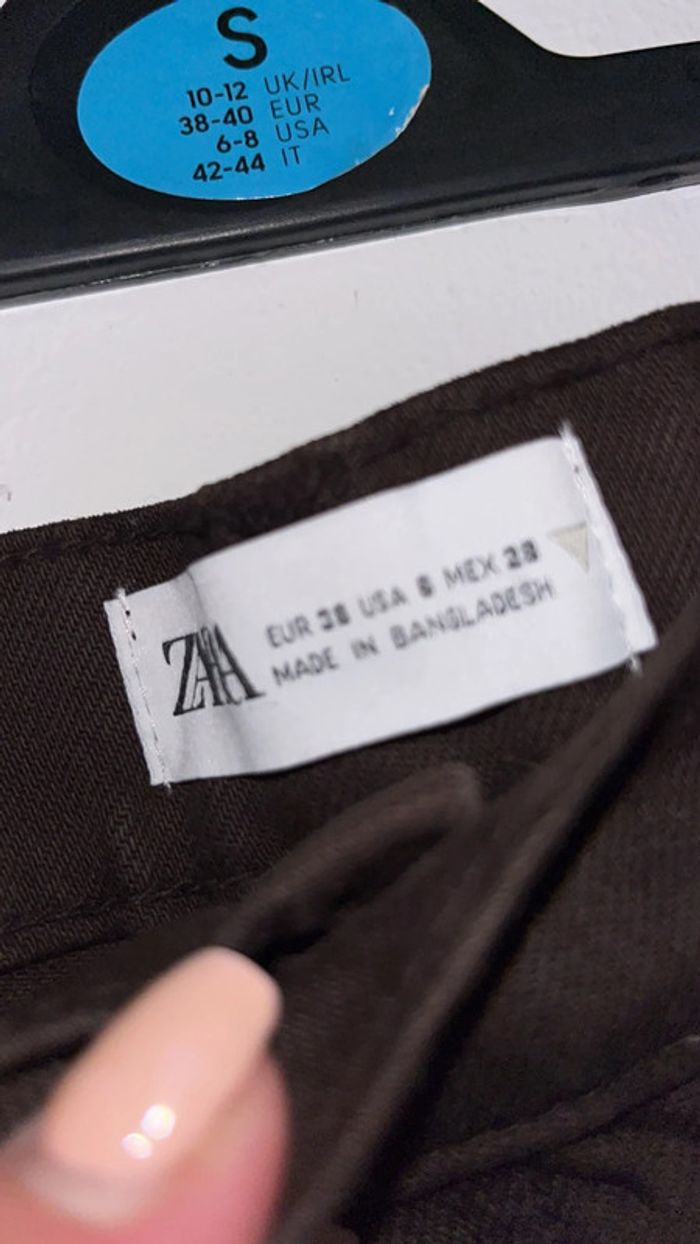 S
10-12 UK/IRL
38-40 EUR
6-8 USA
42-44 IT
ZARA
EUR 38 USA 6 MEX 28
MADE IN BANGLADESH